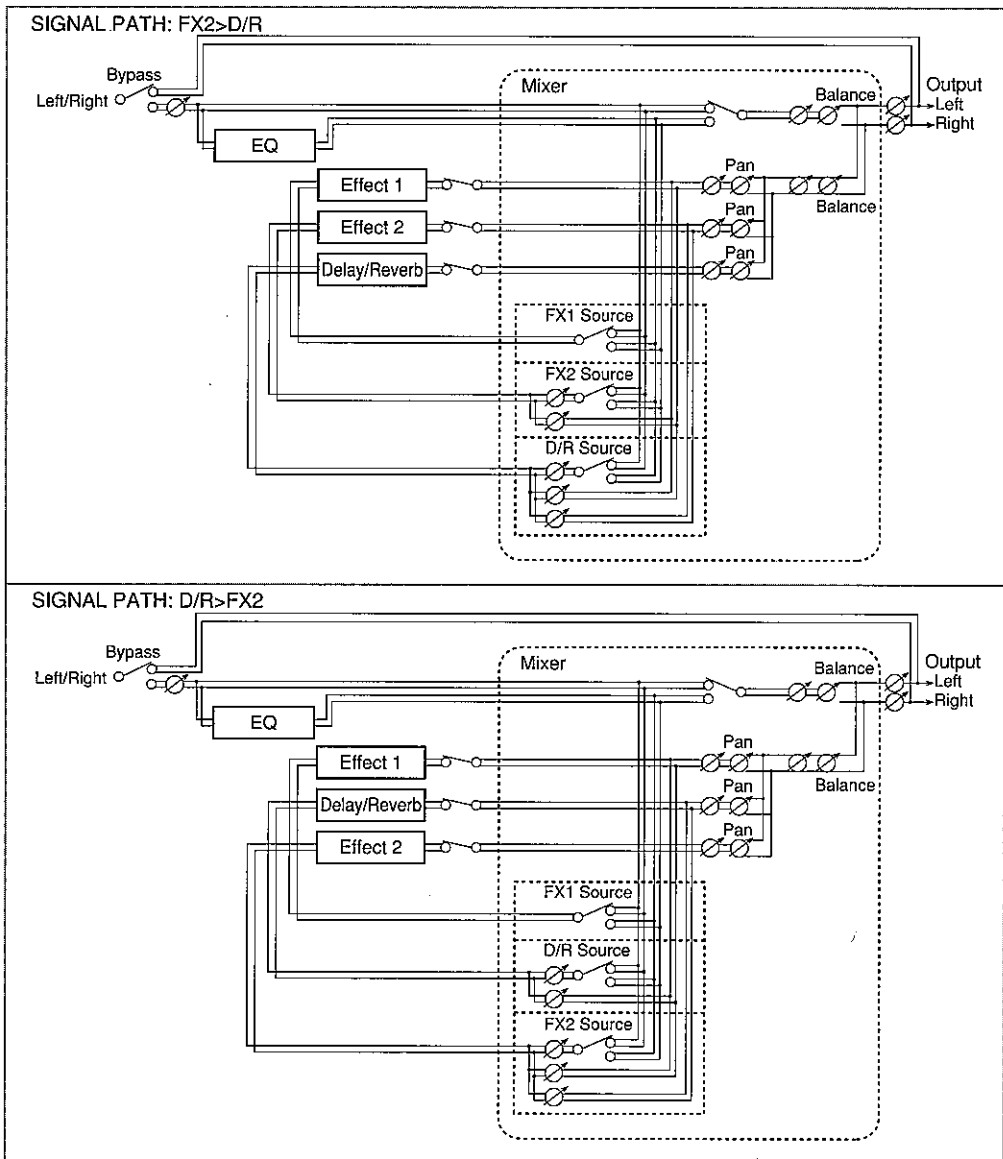 SIGNAL PATH: FX2>D/R
Bypass
Left/Right
Mixer
Balance
Output
Left
Right
EQ
Effect 1
Pan
Balance
Effect 2
Pan
Delay/Reverb
Pan
FX1 Source
FX2 Source
D/R Source
SIGNAL PATH: D/R>FX2
Bypass
Left/Right
Mixer
Balance
Output
Left
Right
EQ
Effect 1
Pan
Balance
Delay/Reverb
Pan
Effect 2
Pan
FX1 Source
D/R Source
FX2 Source